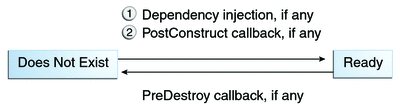 ① Dependency injection, if any
② PostConstruct callback, if any
Does Not Exist
Ready
PreDestroy callback, if any